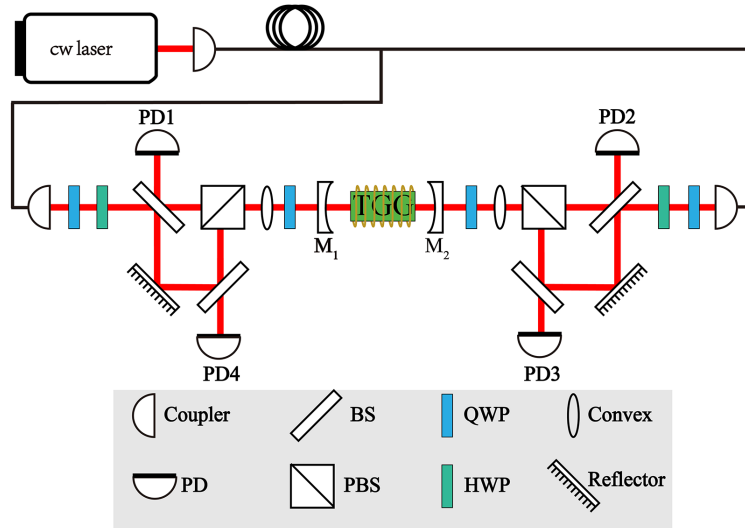 cw laser
PD1
PD2
TGG
M1
M2
PD4
PD3
Coupler
BS
QWP
Convex
PD
PBS
HWP
Reflector